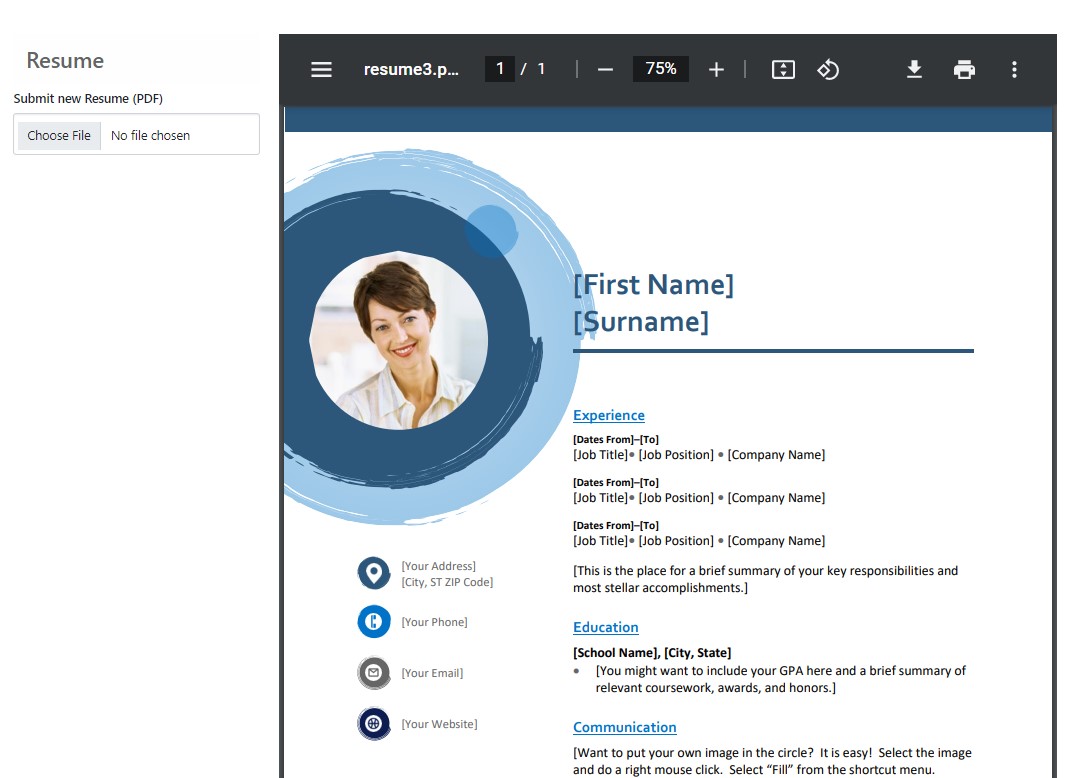 Resume
Submit new Resume (PDF)
Choose File No file chosen
resume3.p... 1 / 1 75%
[First Name]
[Surname]
Experience
[Dates From]–[To]
[Job Title]• [Job Position] • [Company Name]
[Dates From]–[To]
[Job Title]• [Job Position] • [Company Name]
[Dates From]–[To]
[Job Title]• [Job Position] • [Company Name]
[This is the place for a brief summary of your key responsibilities and
most stellar accomplishments.]
Education
[School Name], [City, State]
• [You might want to include your GPA here and a brief summary of
relevant coursework, awards, and honors.]
Communication
[Want to put your own image in the circle?  It is easy!  Select the image
and do a right mouse click.  Select “Fill” from the shortcut menu.
[Your Address]
[City, ST ZIP Code]
[Your Phone]
[Your Email]
[Your Website]